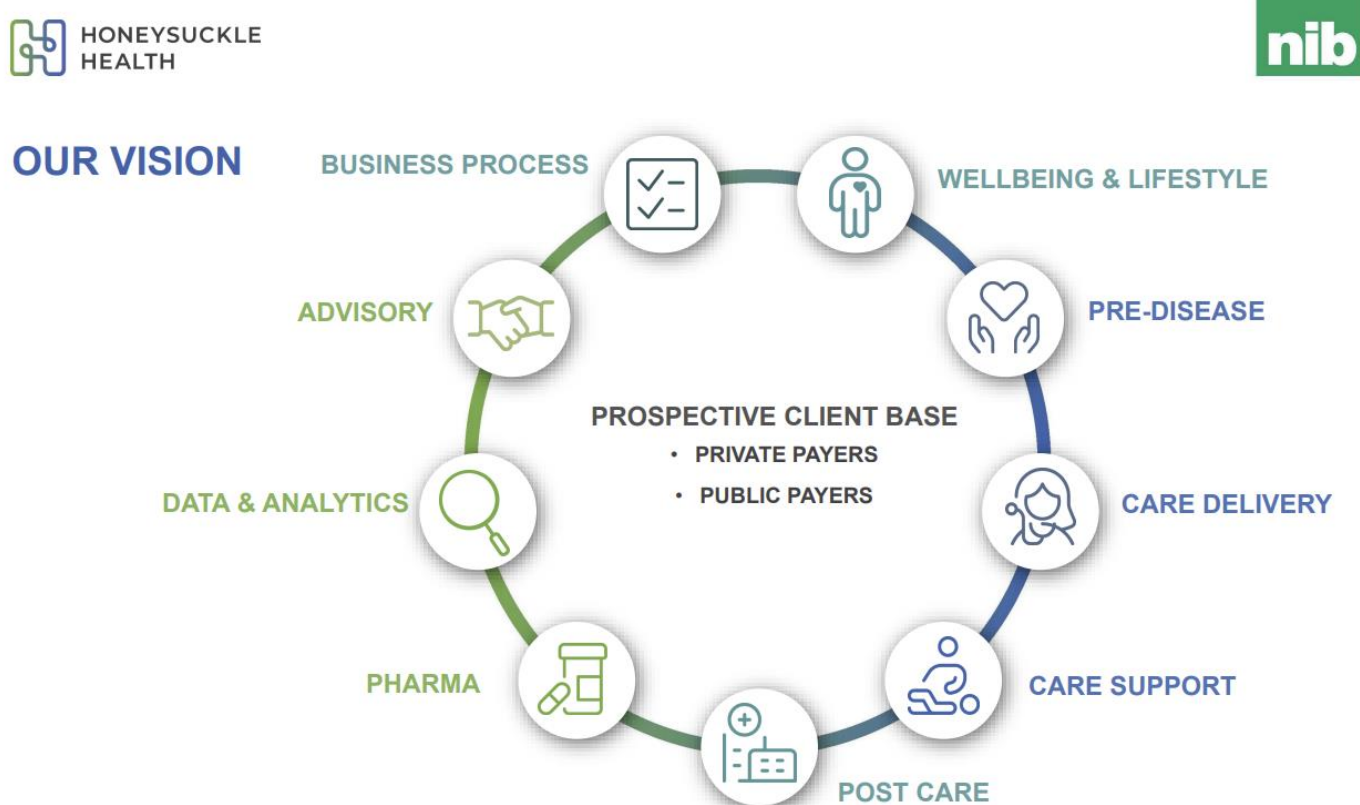 HONEYSUCKLE
HEALTH
nib
OUR VISION
BUSINESS PROCESS
WELLBEING & LIFESTYLE
ADVISORY
PRE-DISEASE
PROSPECTIVE CLIENT BASE
• PRIVATE PAYERS
• PUBLIC PAYERS
DATA & ANALYTICS
CARE DELIVERY
PHARMA
CARE SUPPORT
POST CARE